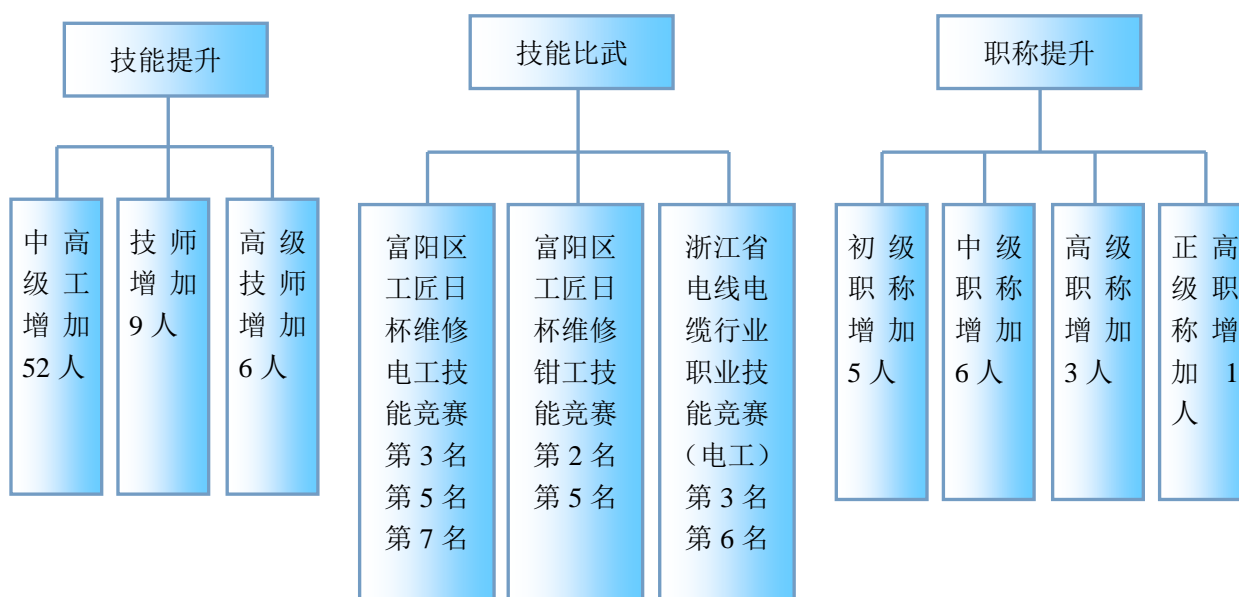 技能提升
技能比武
职称提升
中高
级工
增加
52人
技师
增加
9人
高级
技师
增加
6人
富阳区
工匠日
杯维修
电工技
能竞赛
第3名
第5名
第7名
富阳区
工匠日
杯维修
钳工技
能竞赛
第2名
第5名
浙江省
电线电
缆行业
职业技
能竞赛
（电工）
第3名
第6名
初级
职称
增加
5人
中级
职称
增加
6人
高级
职称
增加
3人
正高
级职
称增
加1
人